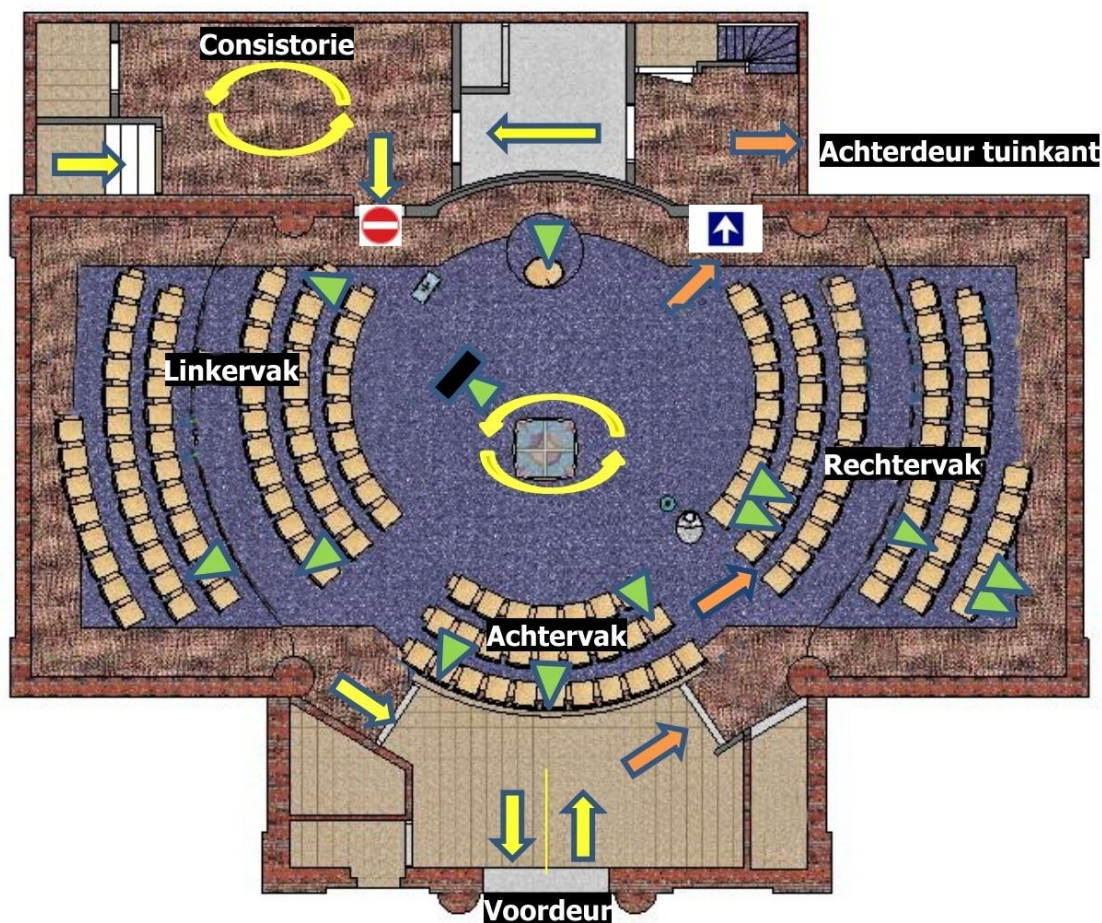 Consistorie
Achterdeur tuinkant
Linkervak
Rechtervak
Achtervak
Voordeur